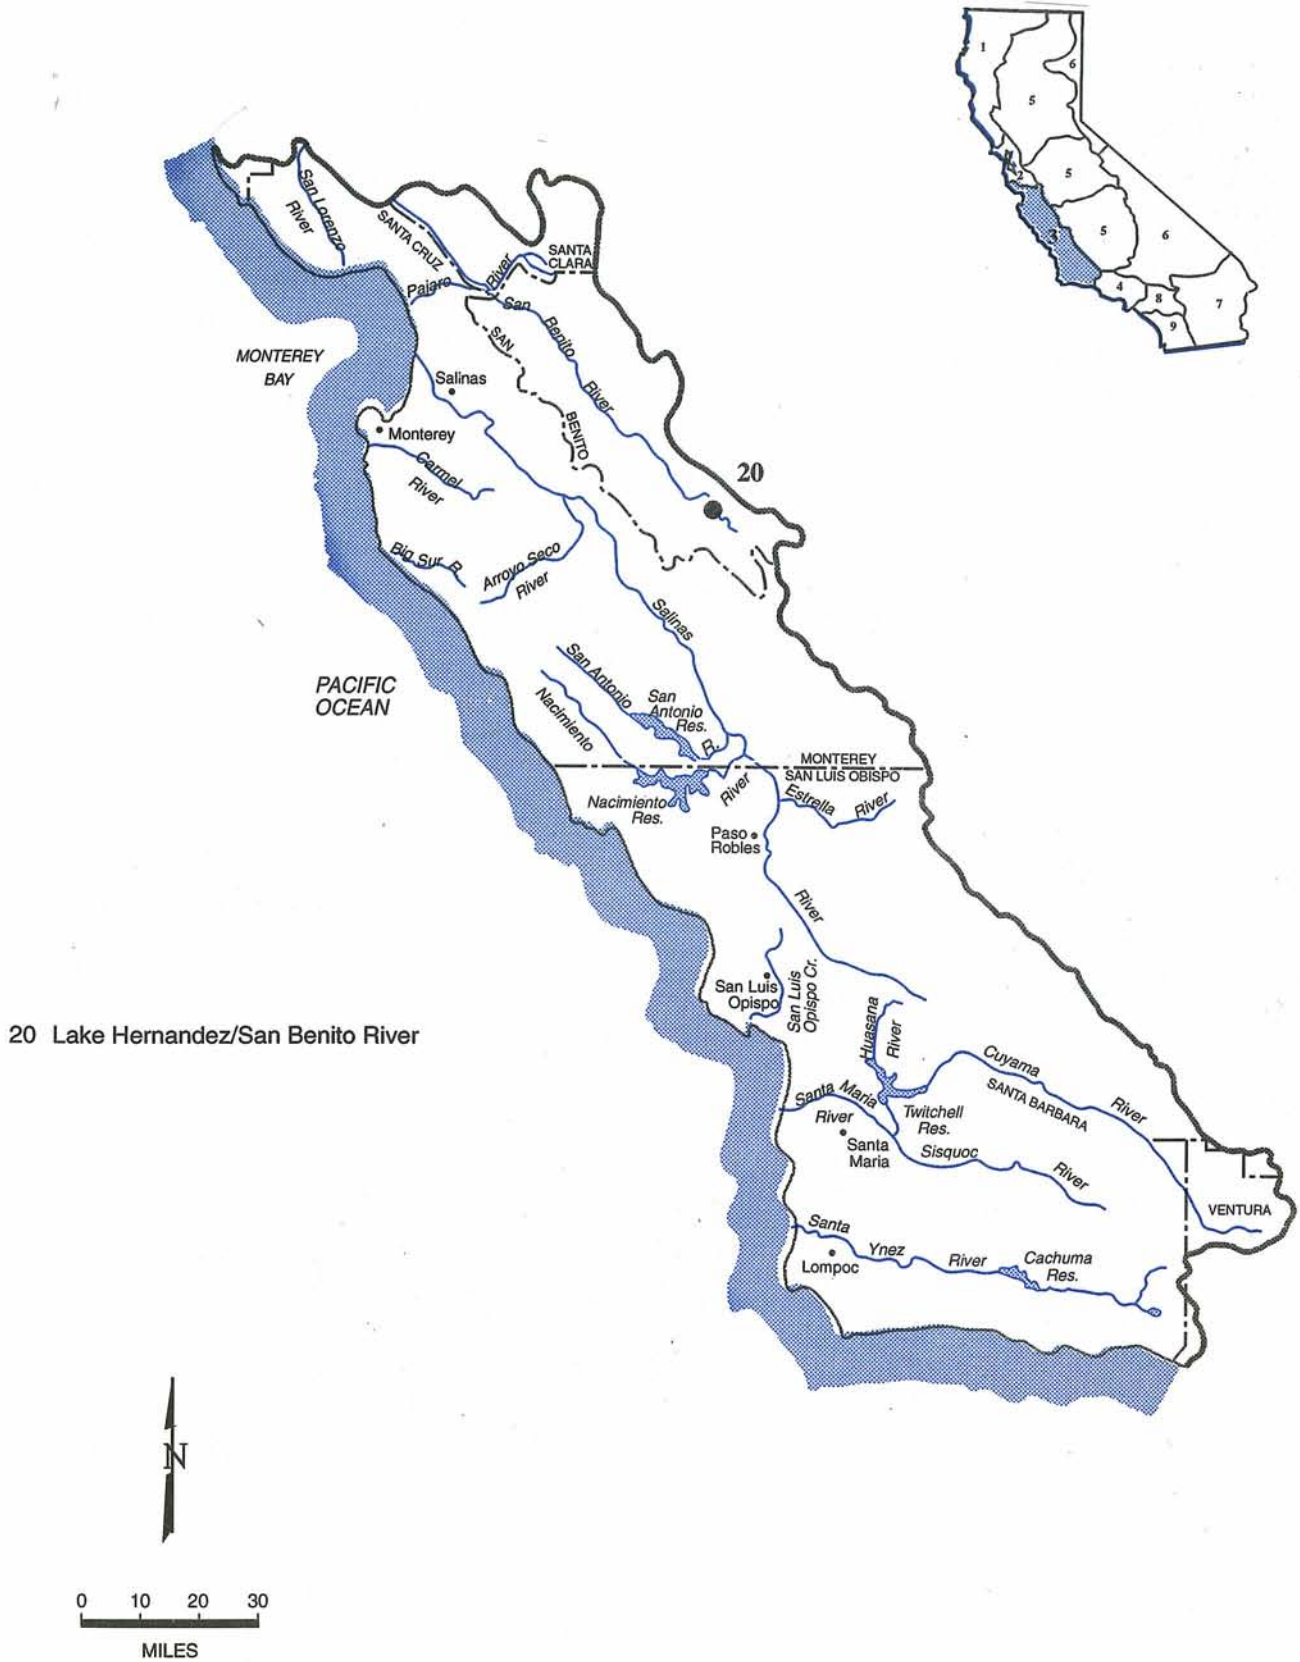 1
6
5
2
5
3
5
6
4
8
7
9
San Lorenzo
River
SANTA CRUZ
SANTA
CLARA
River
Pajaro
San
Benito
River
SAN
BENITO
MONTEREY
BAY
Salinas
Monterey
20
Carmel
River
Big Sur R.
Arroyo Seco
River
Salinas
PACIFIC
OCEAN
San Antonio
San
Antonio
Res.
R.
Nacimiento
MONTEREY
SAN LUIS OBISPO
Nacimiento
Res.
River
Estrella
River
Paso
Robles
River
San Luis
Opispo
San Luis
Opispo Cr.
20 Lake Hernandez/San Benito River
Huasana
River
Cuyama
SANTA BARBARA
River
Santa Maria
River
Twitchell
Res.
Santa
Maria
Sisquoc
River
VENTURA
Santa
Ynez
River
Cachuma
Res.
Lompoc
N
0 10 20 30
MILES